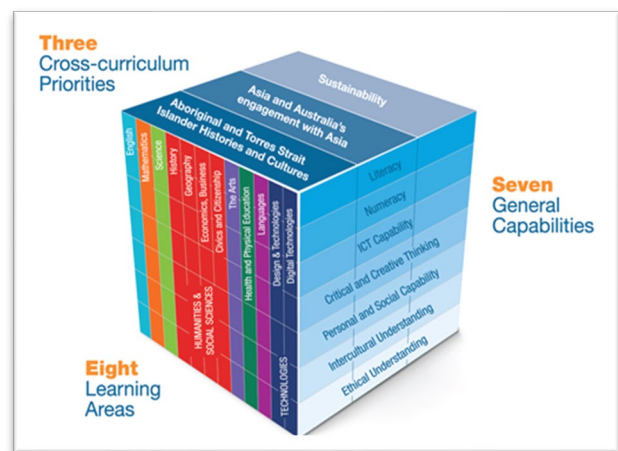 Three
Cross-curriculum
Priorities
Sustainability
Asia and Australia's
engagement with Asia
Aboriginal and Torres Strait
Islander Histories and Cultures
English
Mathematics
Science
History
Geography
Economics, Business
Civics and Citizenship
HUMANITIES &
SOCIAL SCIENCES
The Arts
Health and Physical Education
Languages
Design & Technologies
Digital Technologies
TECHNOLOGIES
Literacy
Numeracy
ICT Capability
Critical and Creative Thinking
Personal and Social Capability
Intercultural Understanding
Ethical Understanding
Seven
General
Capabilities
Eight
Learning
Areas